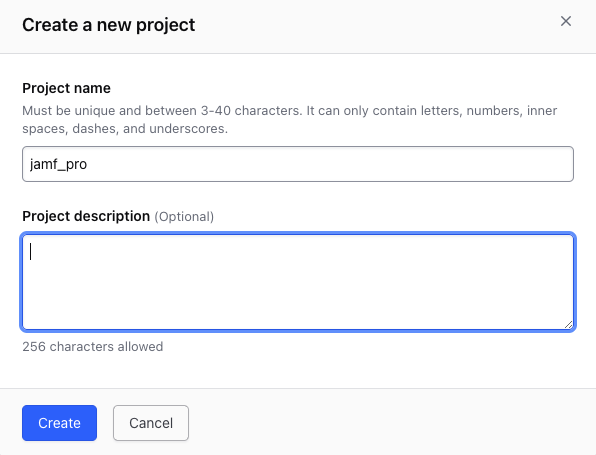 Create a new project
Project name
Must be unique and between 3-40 characters. It can only contain letters, numbers, inner
spaces, dashes, and underscores.
jamf_pro
Project description (Optional)
256 characters allowed
Create
Cancel